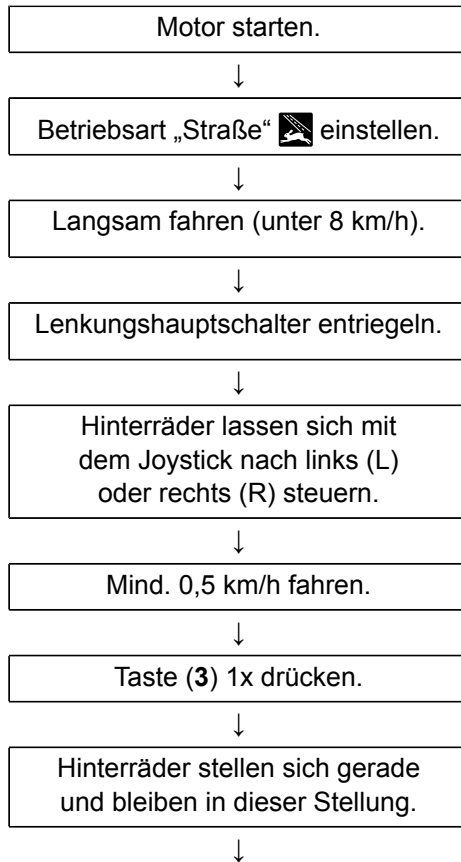 Motor starten.
↓
Betriebsart „Straße“ einstellen.
↓
Langsam fahren (unter 8 km/h).
↓
Lenkungshauptschalter entriegeln.
↓
Hinterräder lassen sich mit
dem Joystick nach links (L)
oder rechts (R) steuern.
↓
Mind. 0,5 km/h fahren.
↓
Taste (3) 1x drücken.
↓
Hinterräder stellen sich gerade
und bleiben in dieser Stellung.
↓